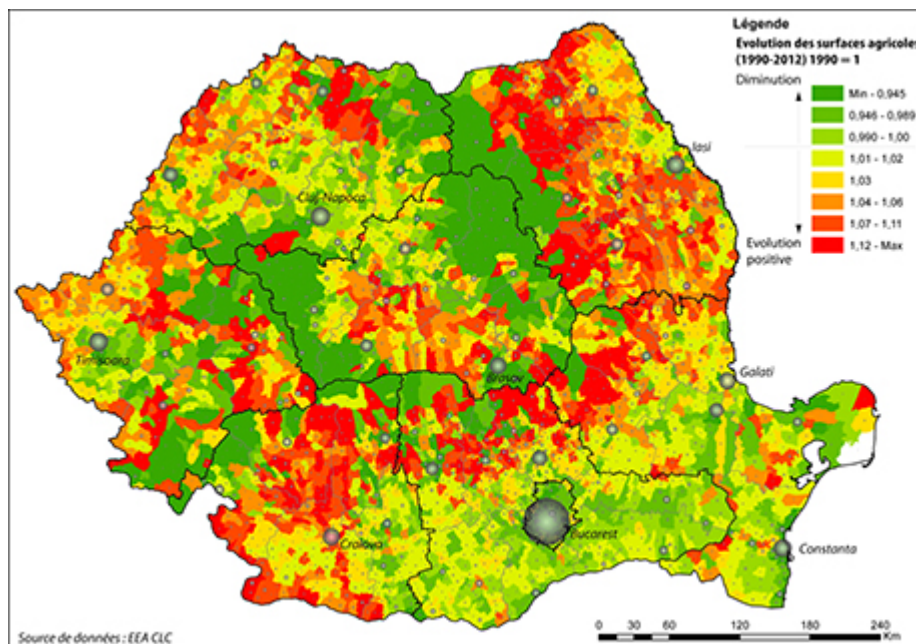 Légende
Evolution des surfaces agricoles
(1990-2012) 1990 = 1
Diminution
Min - 0,945
0,946 - 0,989
0,990 - 1,00
1,01 - 1,02
1,03
1,04 - 1,06
1,07 - 1,11
1,12 - Max
Evolution
positive
Iasi
Cluj-Napoca
Timisoara
Brasov
Galati
Craiova
Bucarest
Constanta
Source de données : EEA CLC
0 30 60 120 180 240
Km